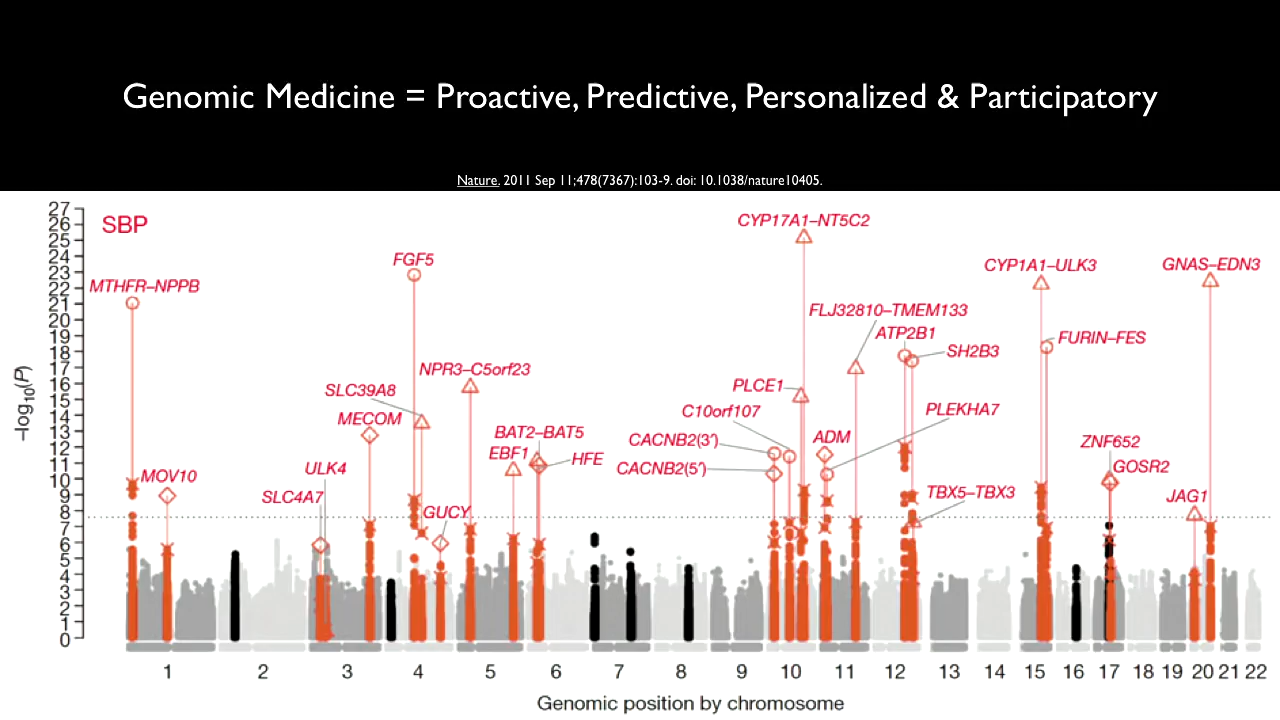 Genomic Medicine = Proactive, Predictive, Personalized & Participatory
Nature. 2011 Sep 11;478(7367):103-9. doi: 10.1038/nature10405.
SBP
27
26
25
24
23
22
21
20
19
18
17
16
15
14
13
12
11
10
9
8
7
6
5
4
3
2
1
0
–log10(P)
MTHFR–NPPB
MOV10
SLC4A7
ULK4
MECOM
SLC39A8
FGF5
GUCY
NPR3–C5orf23
EBF1
BAT2–BAT5
HFE
CACNB2(5′)
CACNB2(3′)
C10orf107
PLCE1
CYP17A1–NT5C2
ADM
FLJ32810–TMEM133
PLEKHA7
ATP2B1
SH2B3
TBX5–TBX3
CYP1A1–ULK3
FURIN–FES
ZNF652
GOSR2
JAG1
GNAS–EDN3
1 2 3 4 5 6 7 8 9 10 11 12 13 14 15 16 17 18 19 20 21 22
Genomic position by chromosome